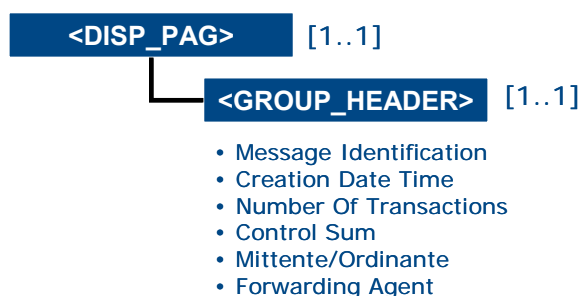 <DISP_PAG> [1..1]
<GROUP_HEADER> [1..1]
• Message Identification
• Creation Date Time
• Number Of Transactions
• Control Sum
• Mittente/Ordinante
• Forwarding Agent